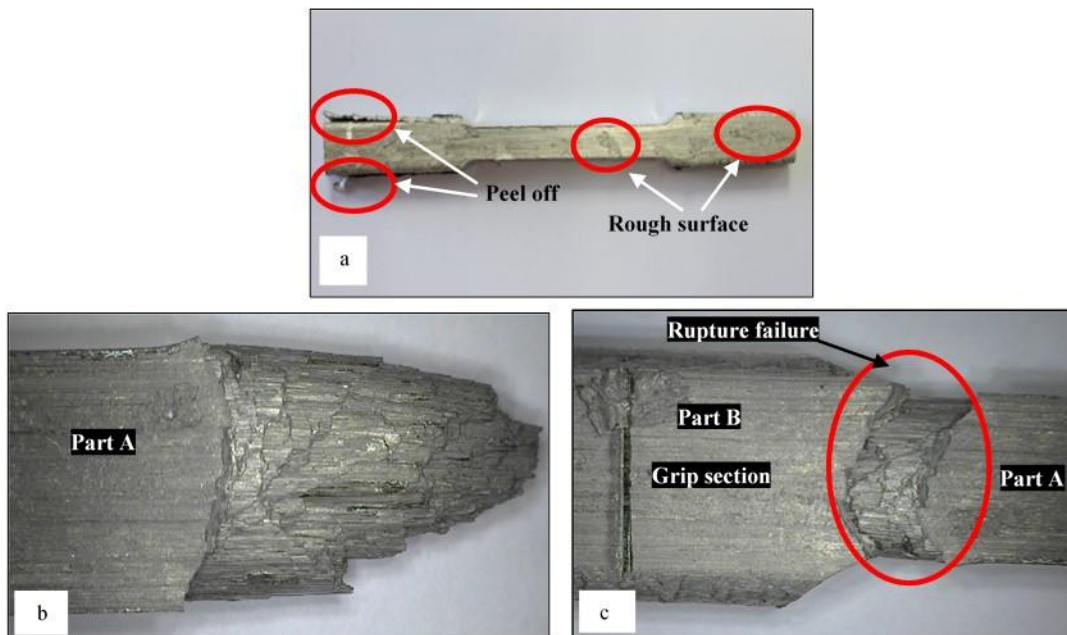 Peel off
Rough surface
a
Rupture failure
Part A
Part B
Grip section
Part A
b
c